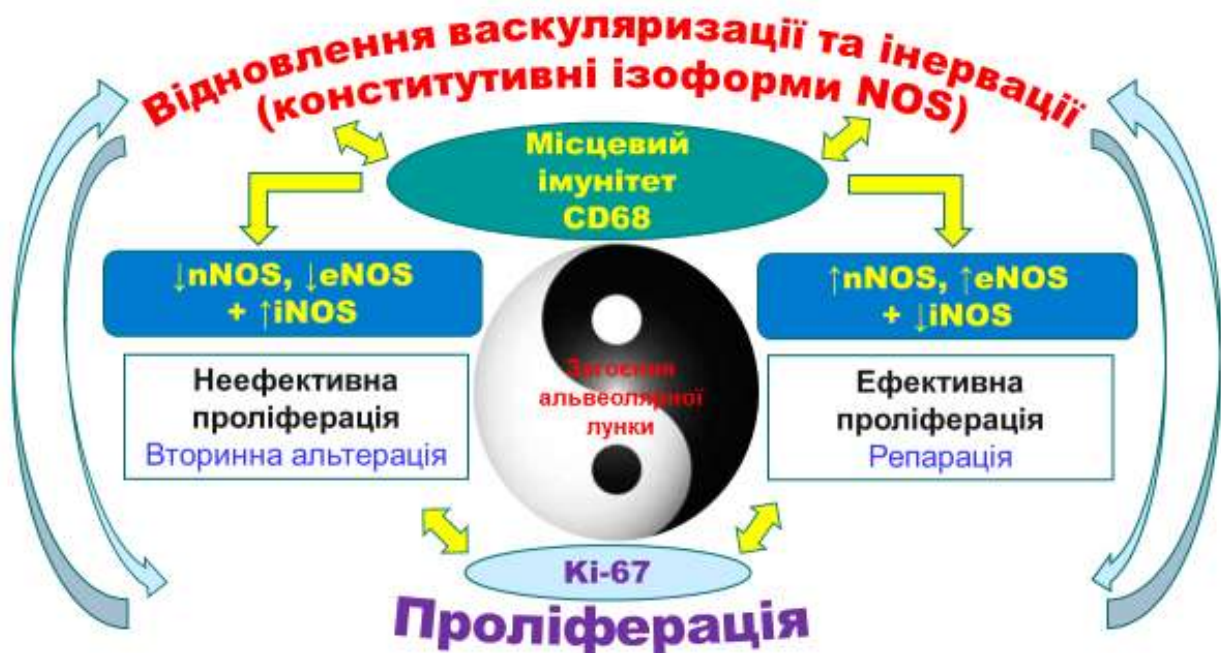 Відновлення васкуляризації та інервації
(конститутивні ізоформи NOS)
Місцевий
імунітет
CD68
↓nNOS, ↓eNOS
+ ↑iNOS
↑nNOS, ↑eNOS
+ ↓iNOS
Неефективна
проліферація
Вторинна альтерація
Загоєння
альвеолярної
лунки
Ефективна
проліферація
Репарація
Ki-67
Проліферація